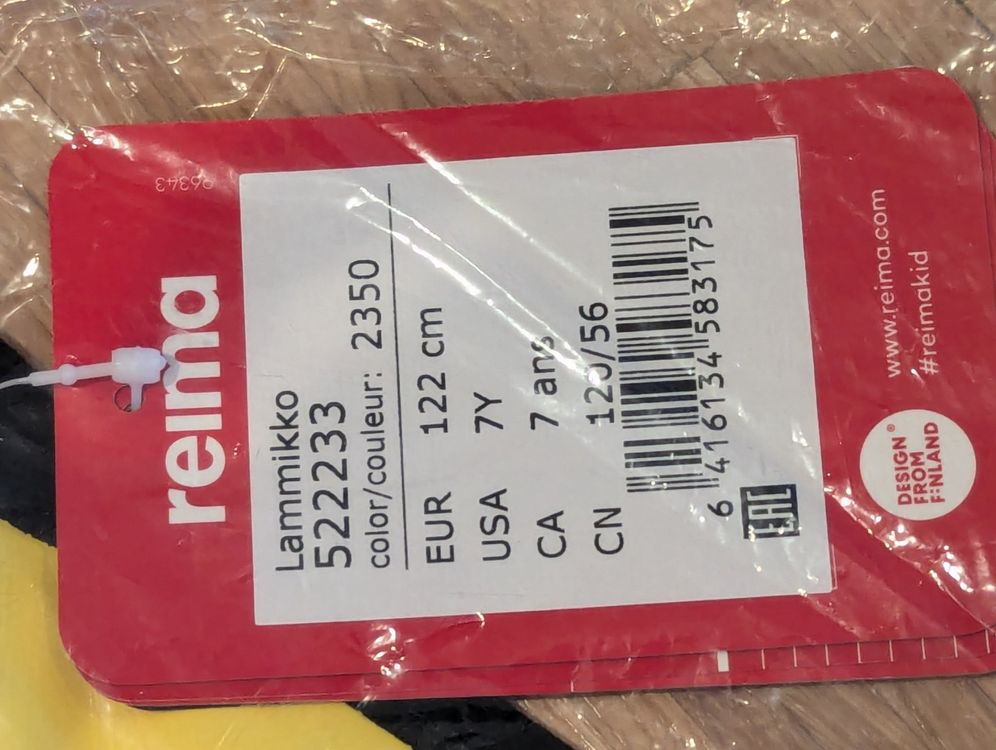 96343
reima
Lammikko
522233
color/couleur: 2350
EUR 122 cm
USA 7Y
CA 7 ans
CN 120/56
6 416134 583175
EAC
www.reima.com
#reimakid
DESIGN
FROM
FINLAND®